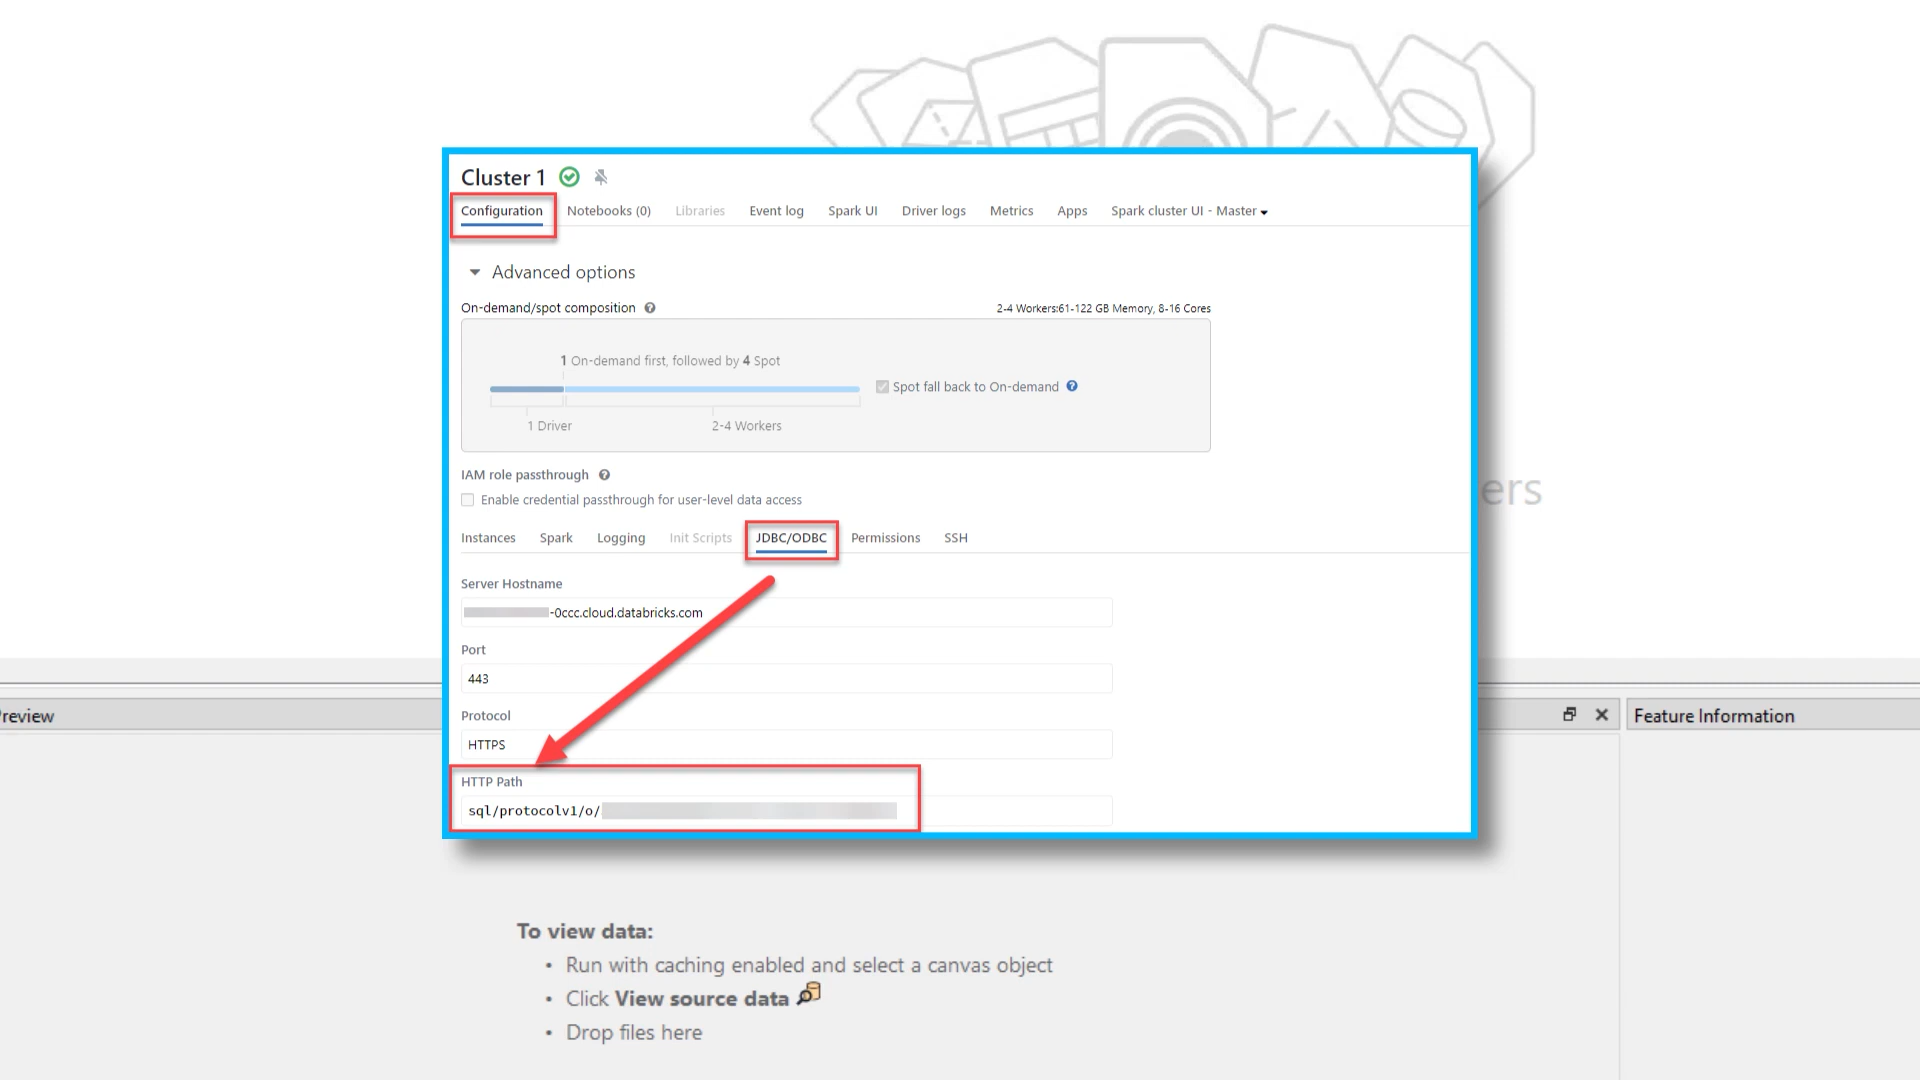 Cluster 1
Configuration Notebooks (0) Libraries Event log Spark UI Driver logs Metrics Apps Spark cluster UI - Master
Advanced options
On-demand/spot composition 2-4 Workers:61-122 GB Memory, 8-16 Cores
1 On-demand first, followed by 4 Spot
Spot fall back to On-demand
1 Driver 2-4 Workers
IAM role passthrough
Enable credential passthrough for user-level data access
Instances Spark Logging Init Scripts JDBC/ODBC Permissions SSH
Server Hostname
-0ccc.cloud.databricks.com
Port
443
Protocol
HTTPS
HTTP Path
sql/protocolv1/o/
ers
review
Feature Information
To view data:
• Run with caching enabled and select a canvas object
• Click View source data
• Drop files here